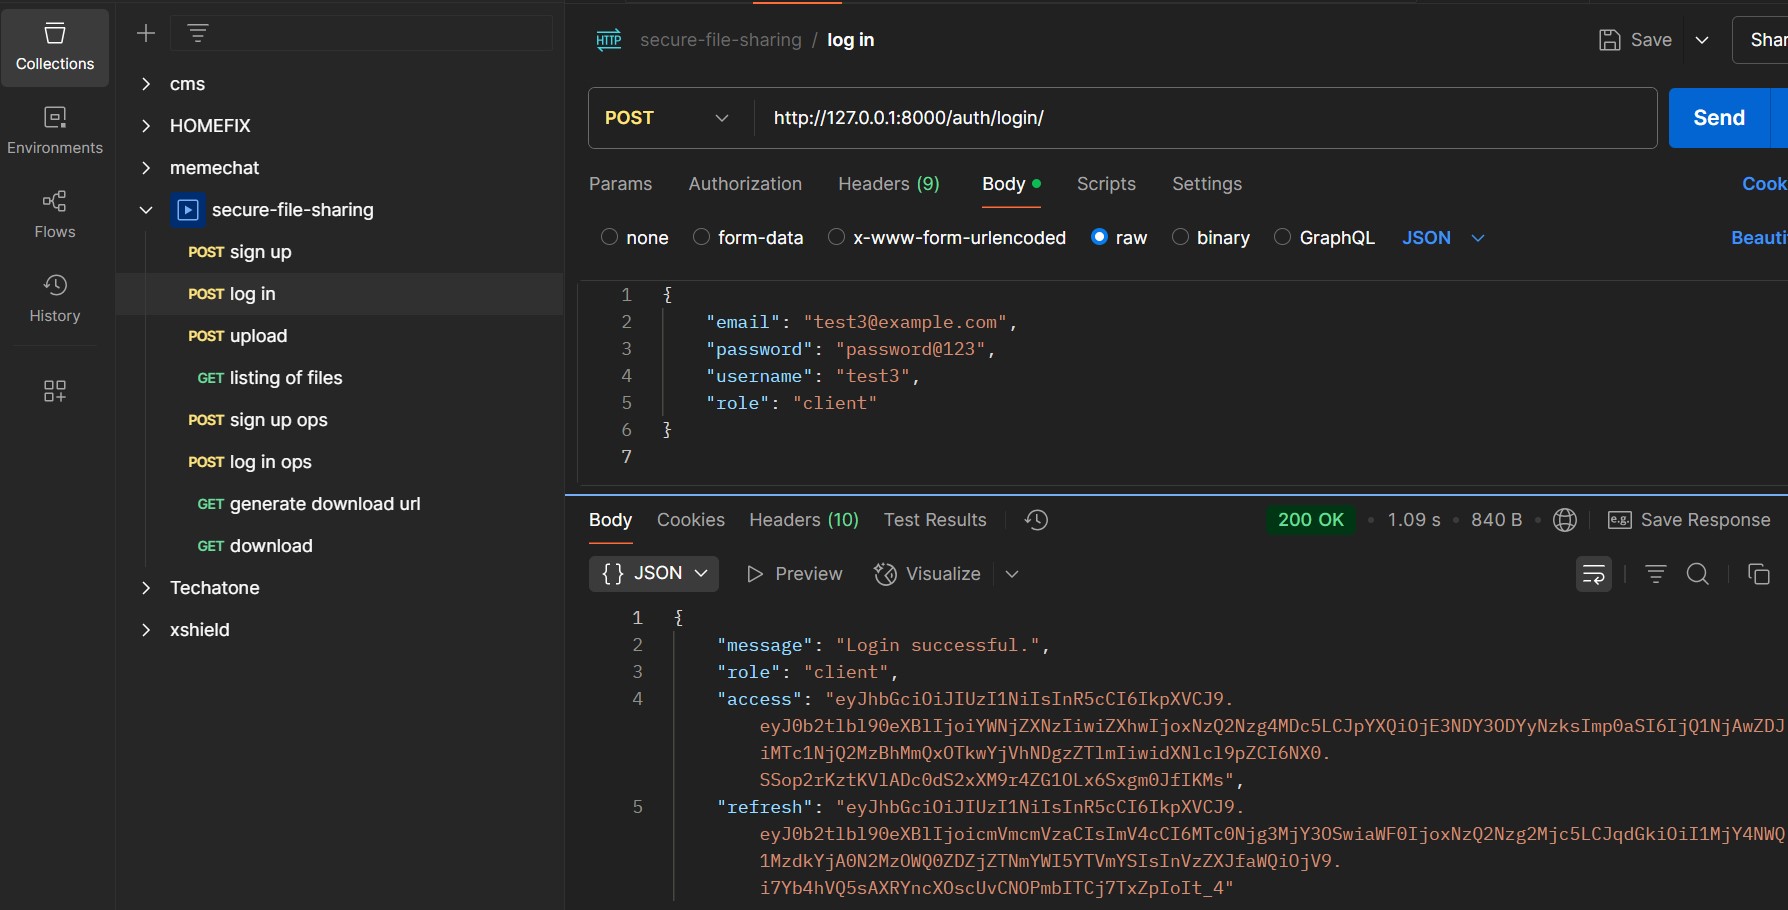 Collections
Environments
Flows
History
cms
HOMEFIX
memechat
secure-file-sharing
POST sign up
POST log in
POST upload
GET listing of files
POST sign up ops
POST log in ops
GET generate download url
GET download
Techatone
xshield
HTTP secure-file-sharing / log in
Save
Shar
POST http://127.0.0.1:8000/auth/login/
Send
Params Authorization Headers (9) Body Scripts Settings
Cook
none form-data x-www-form-urlencoded raw binary GraphQL JSON
Beauti
1 {
2 "email": "test3@example.com",
3 "password": "password@123",
4 "username": "test3",
5 "role": "client"
6 }
7
Body Cookies Headers (10) Test Results
200 OK • 1.09 s • 840 B • e.g. Save Response
{} JSON Preview Visualize
1 {
2 "message": "Login successful.",
3 "role": "client",
4 "access": "eyJhbGciOiJIUzI1NiIsInR5cCI6IkpXVCJ9.
eyJ0b2tlbl90eXBlIjoiYWNjZXNzIiwiZXhwIjoxNzQ2Nzg4MDc5LCJpYXQiOjE3NDY3ODYyNzksImp0aSI6IjQ1NjAwZDJ
iMTc1NjQ2MzBhMmQxOTkwYjVhNDgzZTlmIiwidXNlcl9pZCI6NX0.
SSop2rKztKVlADc0dS2xXM9r4ZG1OLx6Sxgm0JfIKMs",
5 "refresh": "eyJhbGciOiJIUzI1NiIsInR5cCI6IkpXVCJ9.
eyJ0b2tlbl90eXBlIjoicmVmcmVzaCIsImV4cCI6MTc0Njg3MjY3OSwiaWF0IjoxNzQ2Nzg2Mjc5LCJqdGkiOiI1MjY4NWQ
1MzdkYjA0N2MzOWQ0ZDZjZTNmYWI5YTVmYSIsInVzZXJfaWQiOjV9.
i7Yb4hVQ5sAXRYncXOscUvCNOPmbITCj7TxZpIoIt_4"